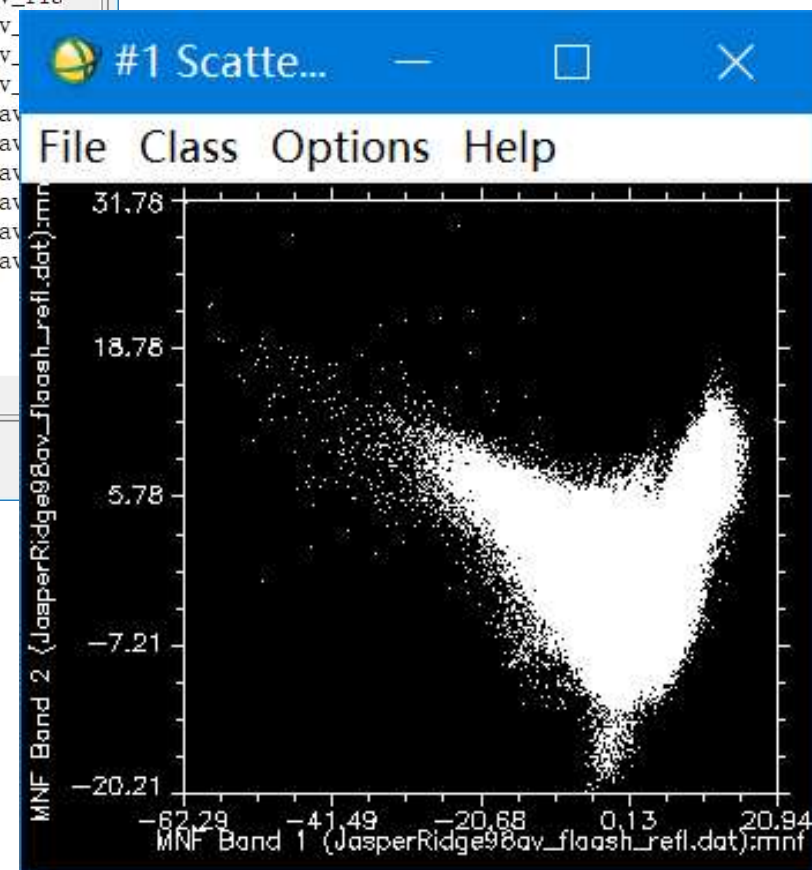 #1 Scatte...
File Class Options Help
31.78
18.78
5.78
-7.21
-20.21
MNF Band 2 (JasperRidge98av_flaash_refl.dat):mnf
-62.29 -41.49 -20.68 0.13 20.94
MNF Band 1 (JasperRidge98av_flaash_refl.dat):mnf